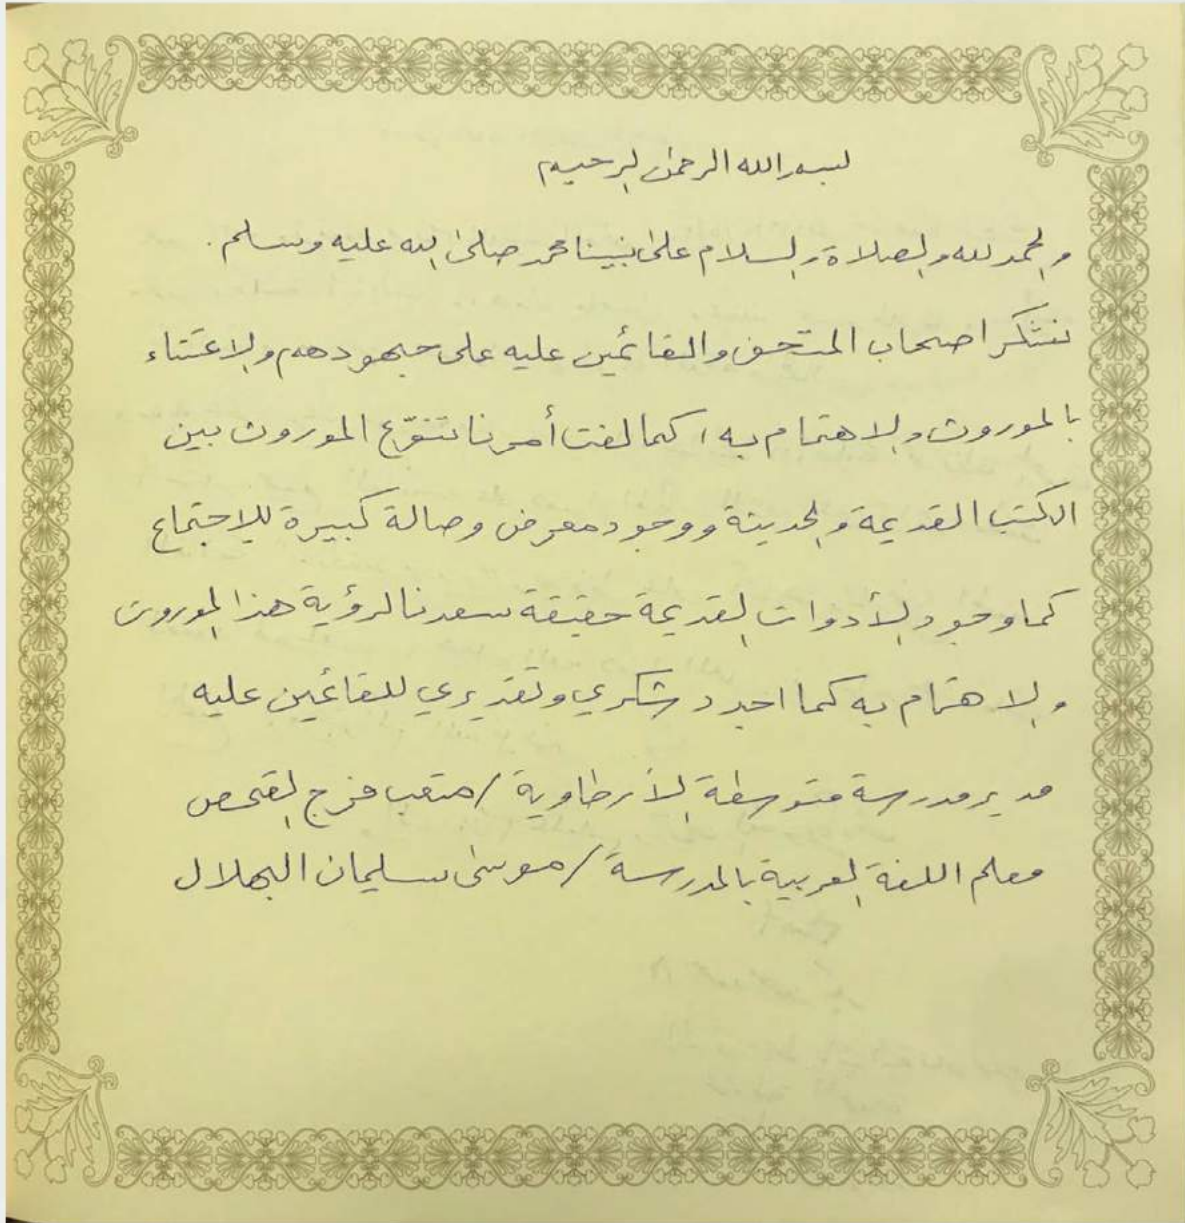 بسم الله الرحمن الرحيم
والحمد لله والصلاة والسلام على نبينا محمد صلى الله عليه وسلم.
نشكر اصحاب المتحف والقائمين عليه على جهودهم والاعتناء
بالموروث والاهتمام به، كما لفت أمرنا تنوّع الموروث بين
الكتب القديمة والحديثة ووجود معرض وصالة كبيرة للاجتماع
كما وجود الأدوات القديمة حقيقة سعدنا لرؤية هذا الموروث
والاهتمام به كما اجدد شكري وتقديري للقائمين عليه
مدير مدرسة متوسطة الأرطاوية / متعب فرج
معلم اللغة العربية بالمدرسة / موسى سليمان البهلال